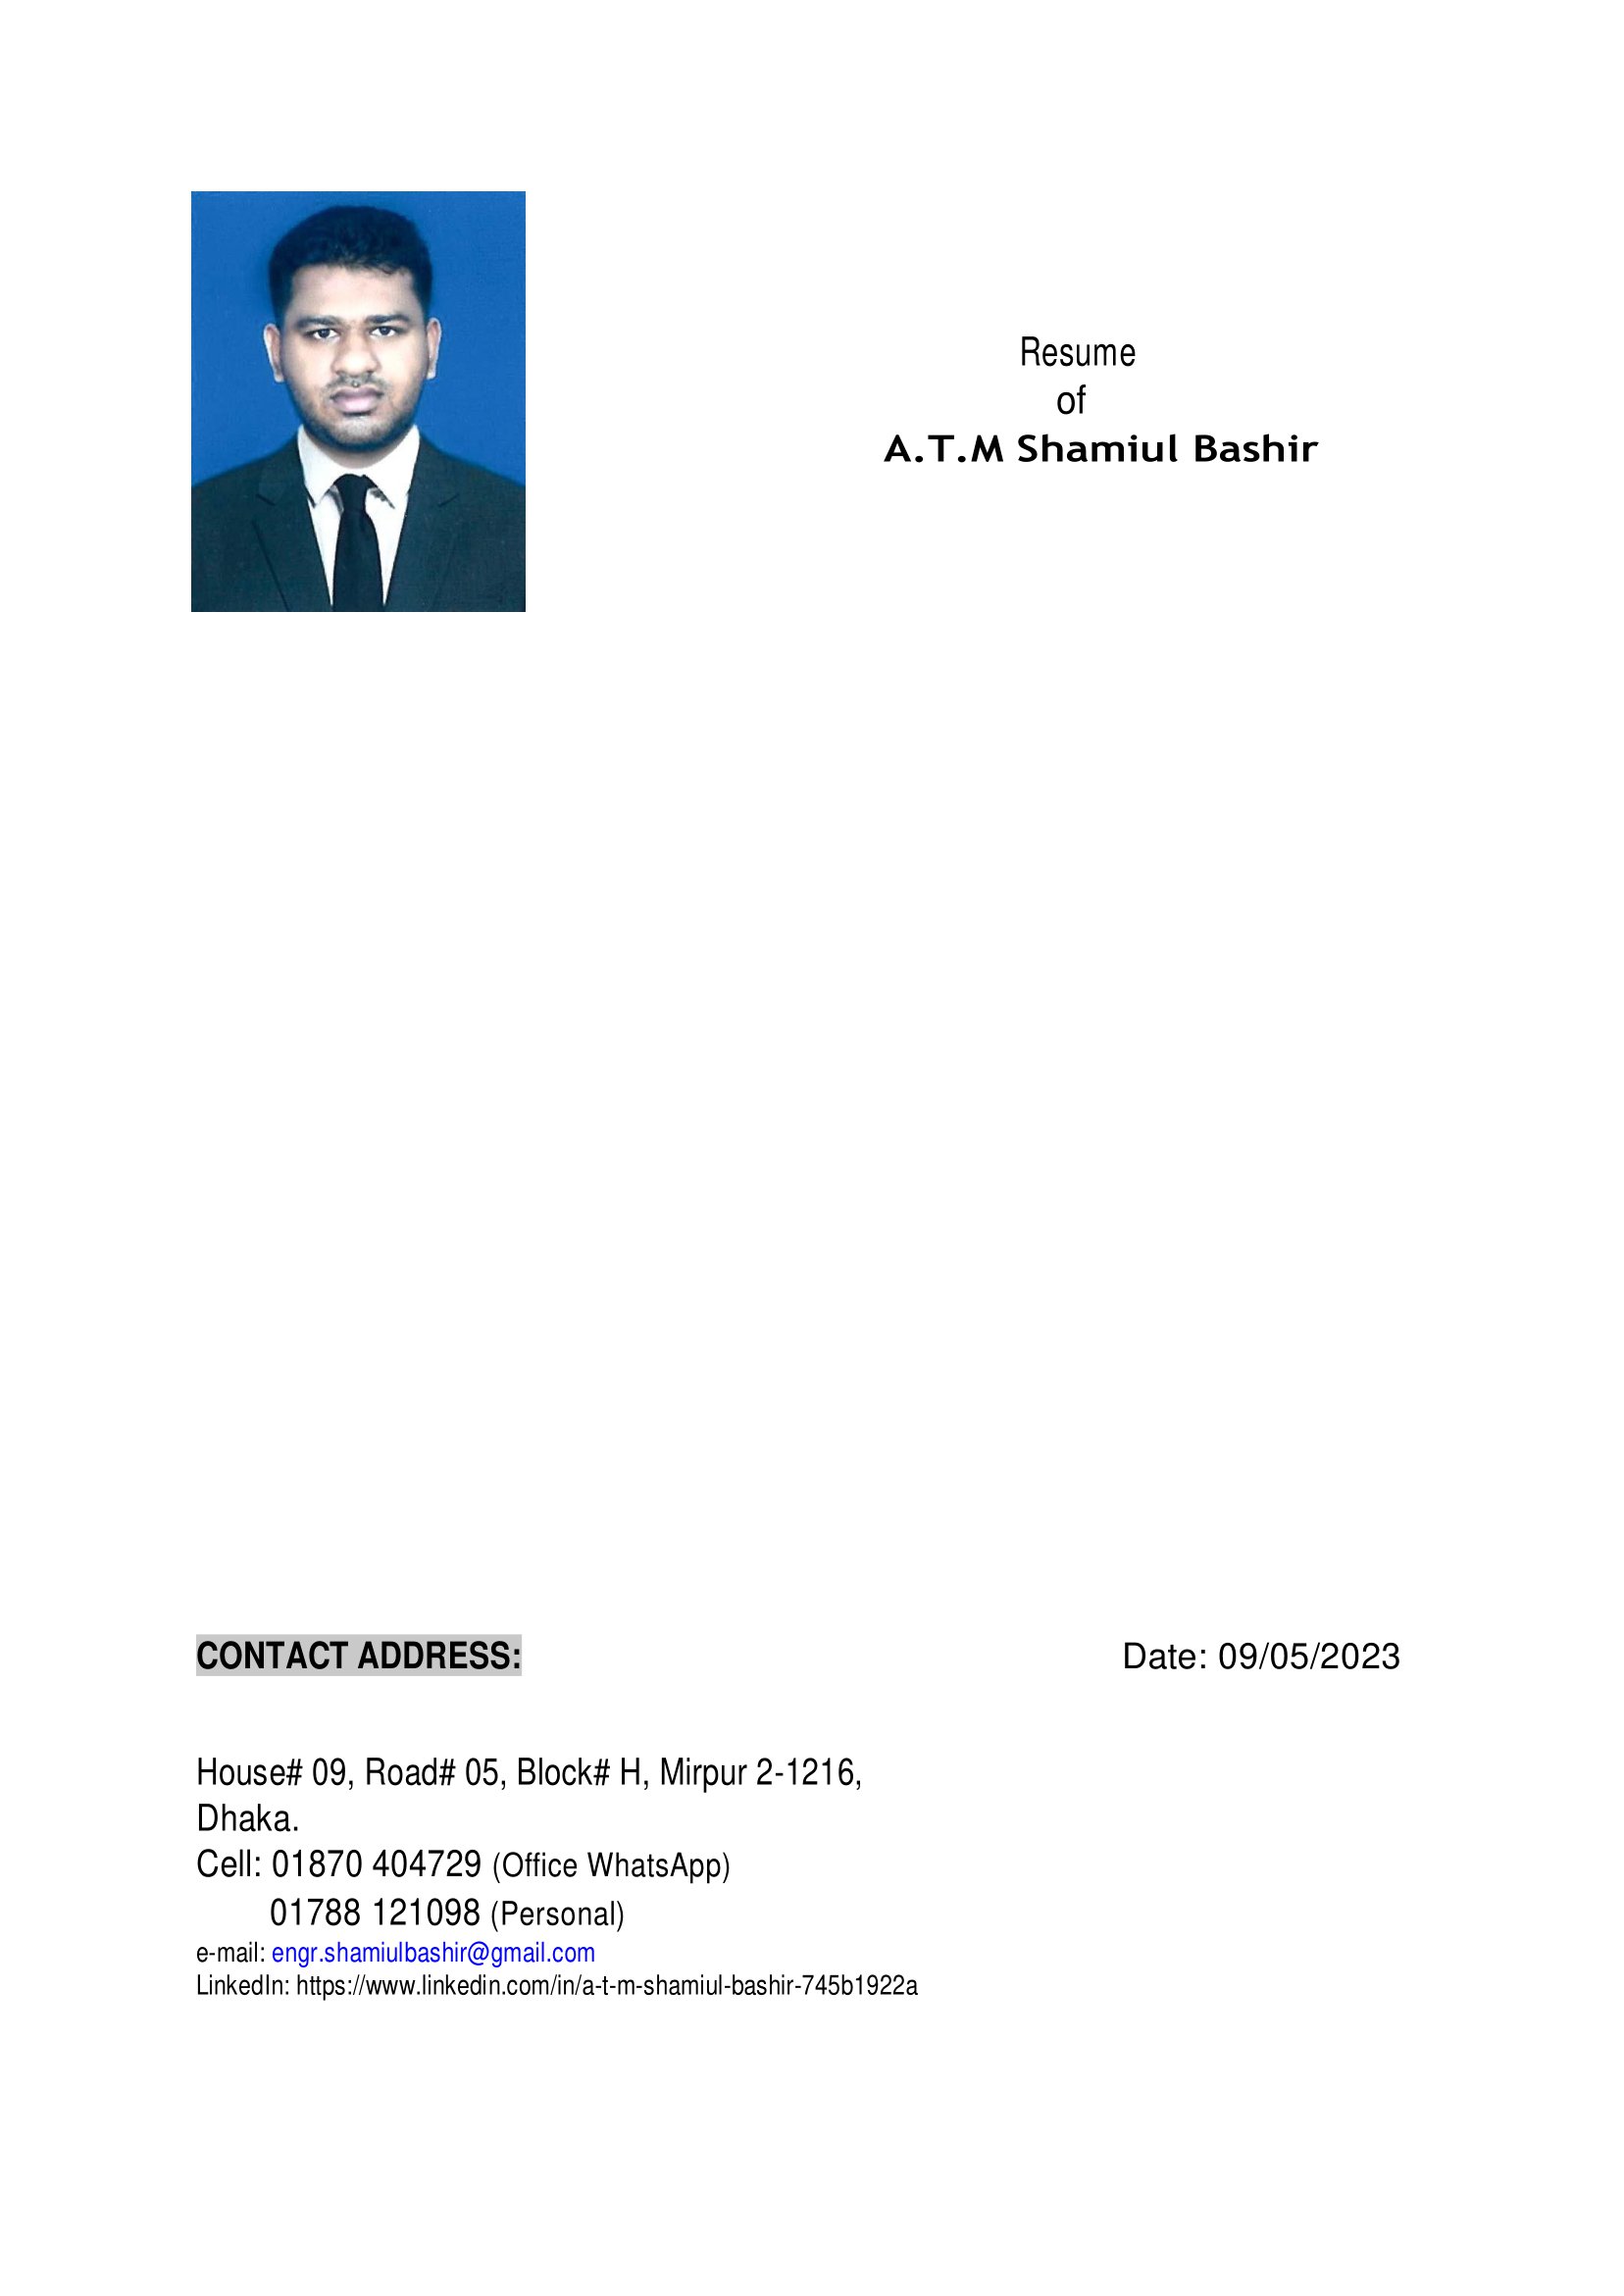 Resume
of
A.T.M Shamiul Bashir
CONTACT ADDRESS:
Date: 09/05/2023
House# 09, Road# 05, Block# H, Mirpur 2-1216,
Dhaka.
Cell: 01870 404729 (Office WhatsApp)
01788 121098 (Personal)
e-mail: engr.shamiulbashir@gmail.com
LinkedIn: https://www.linkedin.com/in/a-t-m-shamiul-bashir-745b1922a